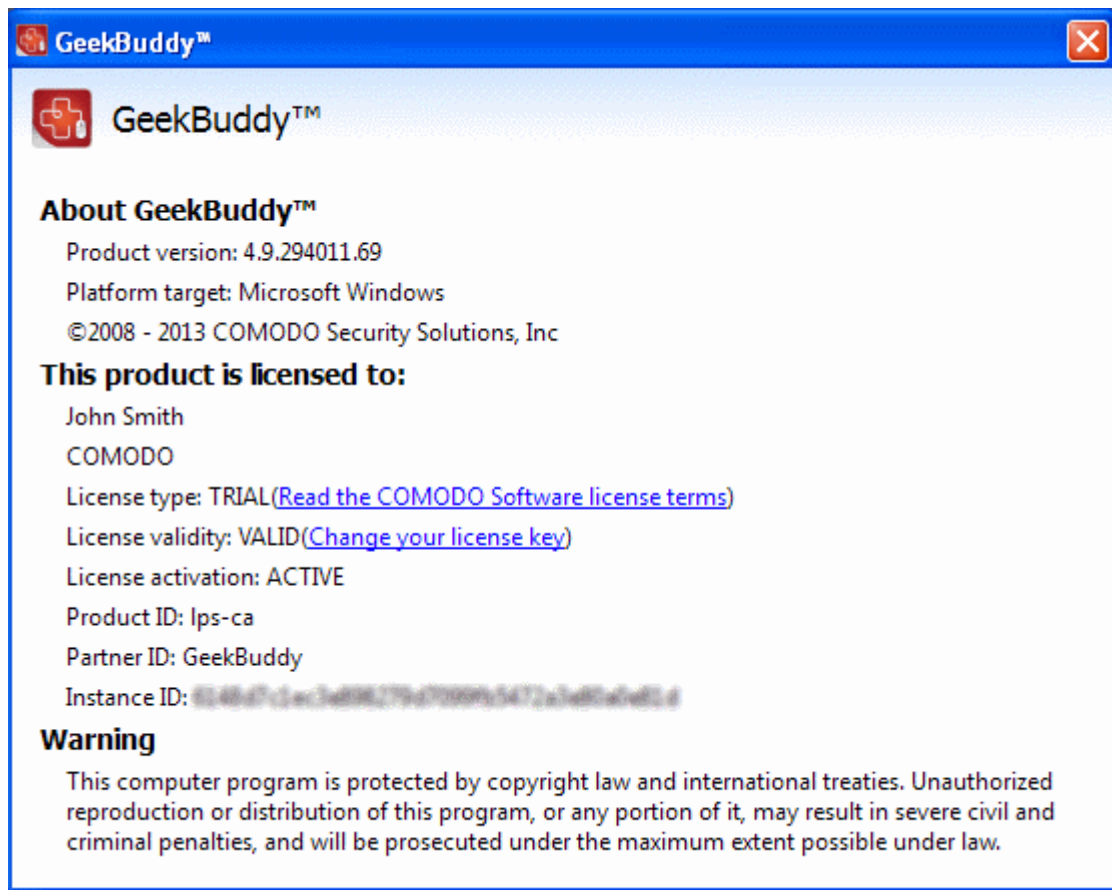 GeekBuddy™
GeekBuddy™
About GeekBuddy™
Product version: 4.9.294011.69
Platform target: Microsoft Windows
©2008 - 2013 COMODO Security Solutions, Inc
This product is licensed to:
John Smith
COMODO
License type: TRIAL(Read the COMODO Software license terms)
License validity: VALID(Change your license key)
License activation: ACTIVE
Product ID: lps-ca
Partner ID: GeekBuddy
Instance ID:
Warning
This computer program is protected by copyright law and international treaties. Unauthorized
reproduction or distribution of this program, or any portion of it, may result in severe civil and
criminal penalties, and will be prosecuted under the maximum extent possible under law.